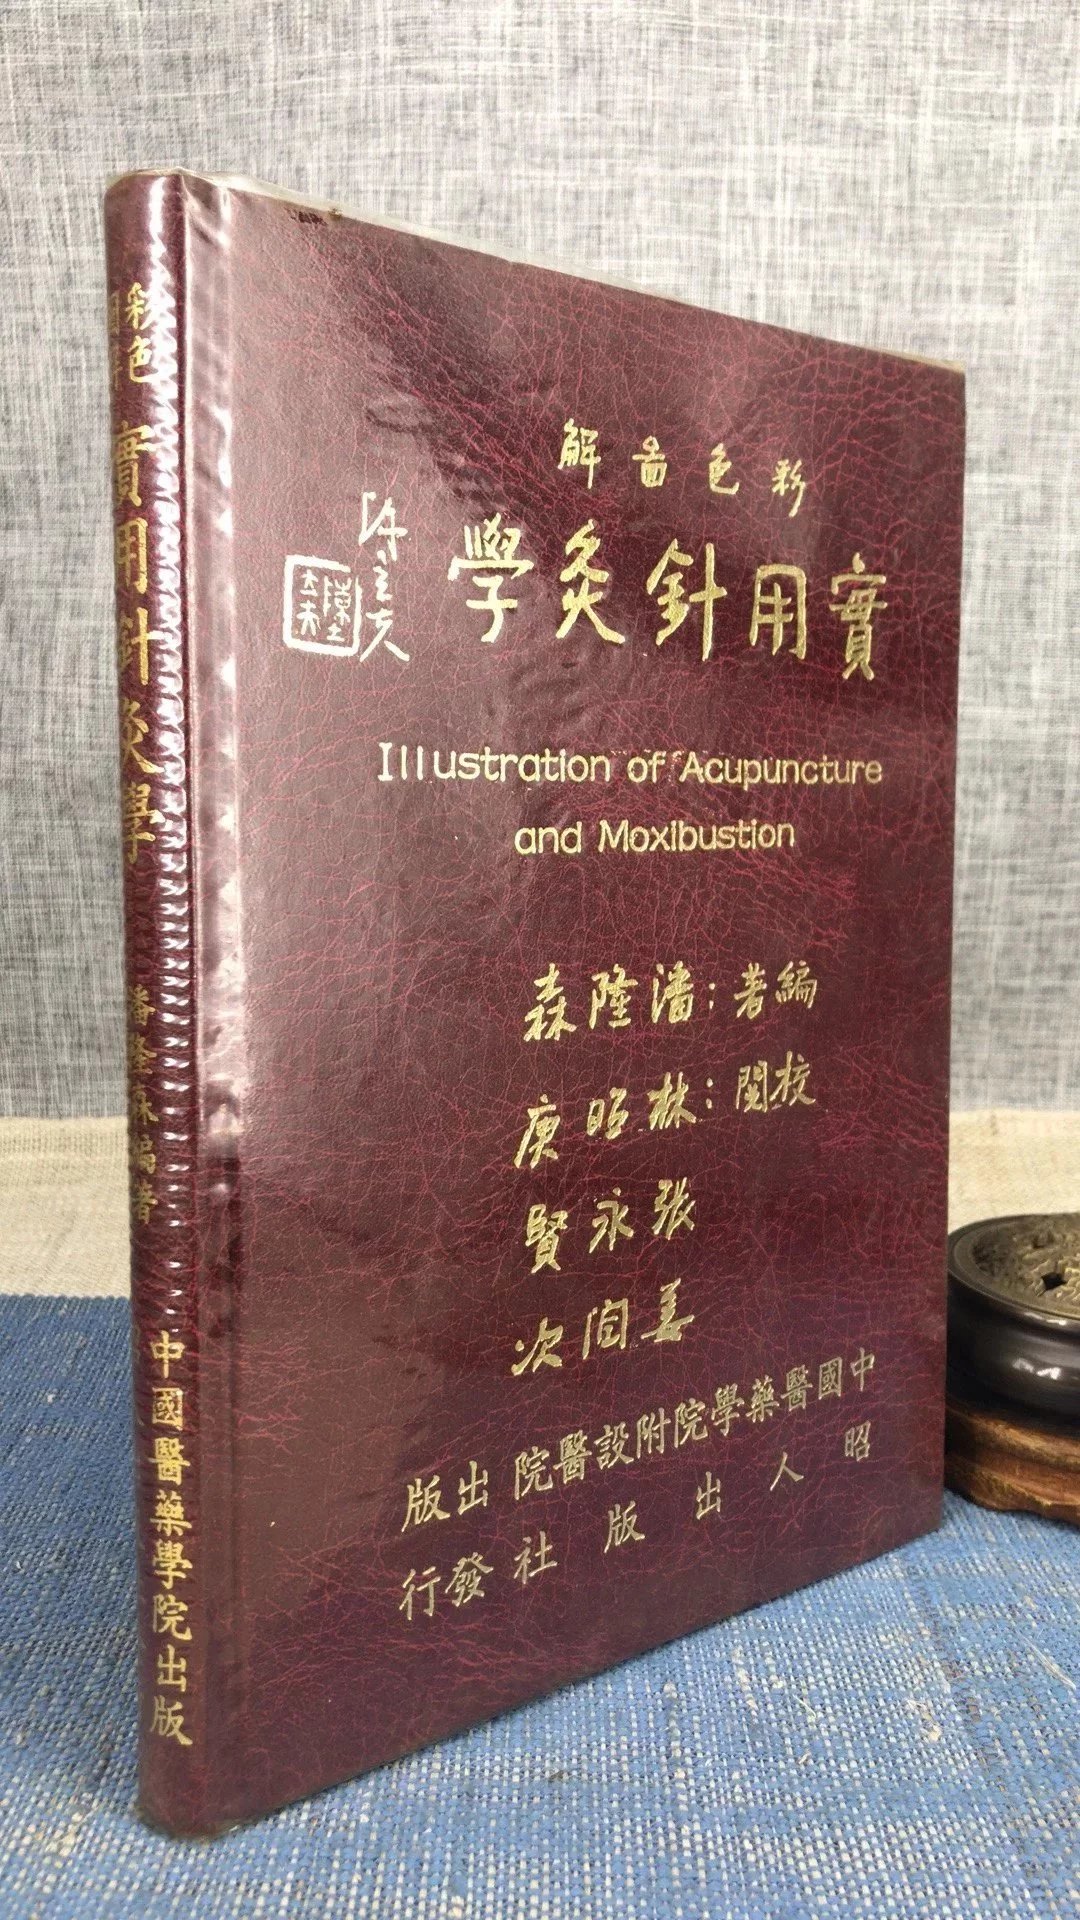 彩色圖解
實用針灸學
陳立夫
Illustration of Acupuncture
and Moxibustion
編著：潘隆森
校閱：林昭庚
張永賢
姜 次
中國醫藥學院附設醫院 出版
昭人出版社 發行
彩色
實用針灸學
潘隆森編著
中國醫藥學院出版